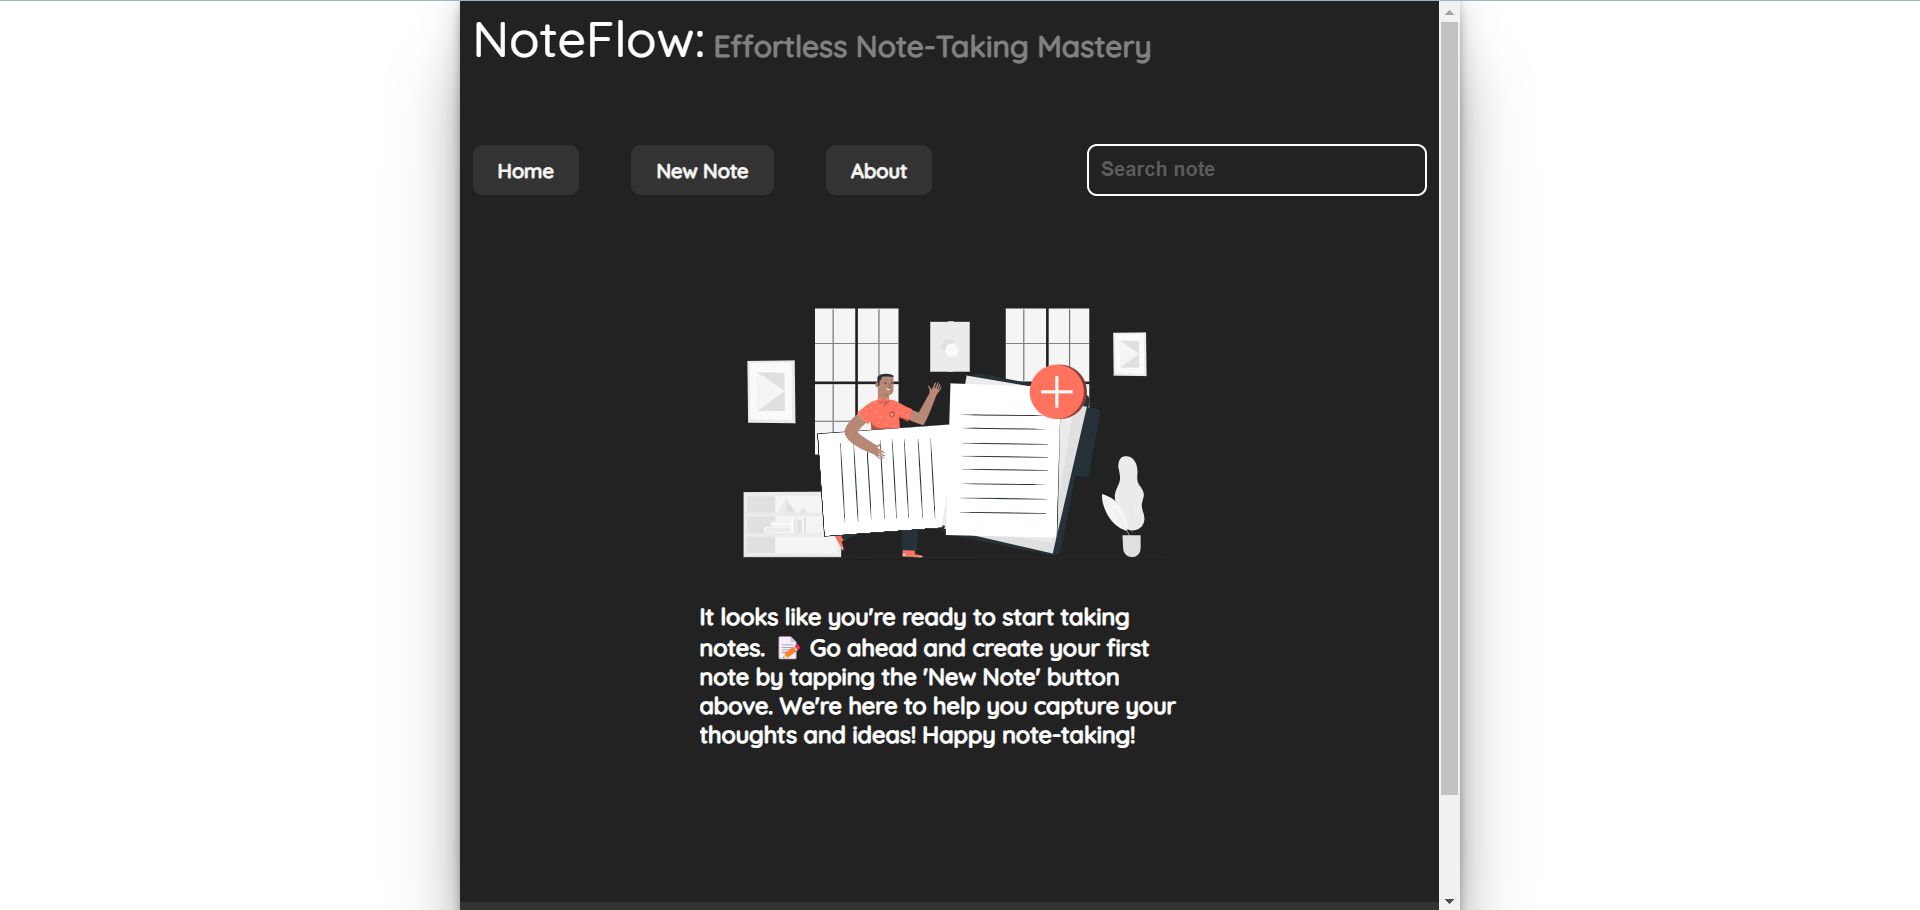 NoteFlow: Effortless Note-Taking Mastery
Home New Note About Search note
It looks like you're ready to start taking
notes. 📝 Go ahead and create your first
note by tapping the 'New Note' button
above. We're here to help you capture your
thoughts and ideas! Happy note-taking!